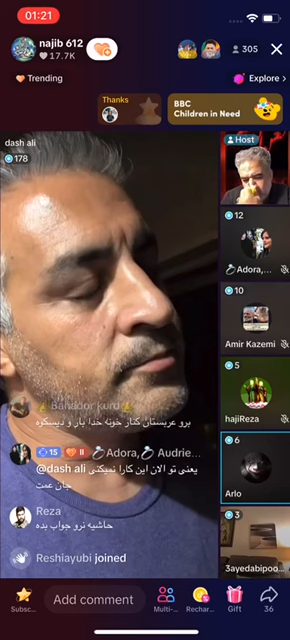 01:21
najib 612
17.7K
305
Trending
Explore >
Thanks
BBC
Children in Need
dash ali
178
Host
12
Adora,...
10
Amir Kazemi
5
hajiReza
6
Arlo
3
3ayedabipoo...
Bahador kurd
برو عربستان کنار خونه خدا بار و دیسکوه
15 II Adora, Audrie...
@dash ali یعنی تو الان این کارا نمیکنی
جان عمت
Reza
حاشیه نرو جواب بده
Reshiayubi joined
Subsc...
Add comment
Multi-...
Rechar...
Gift
36